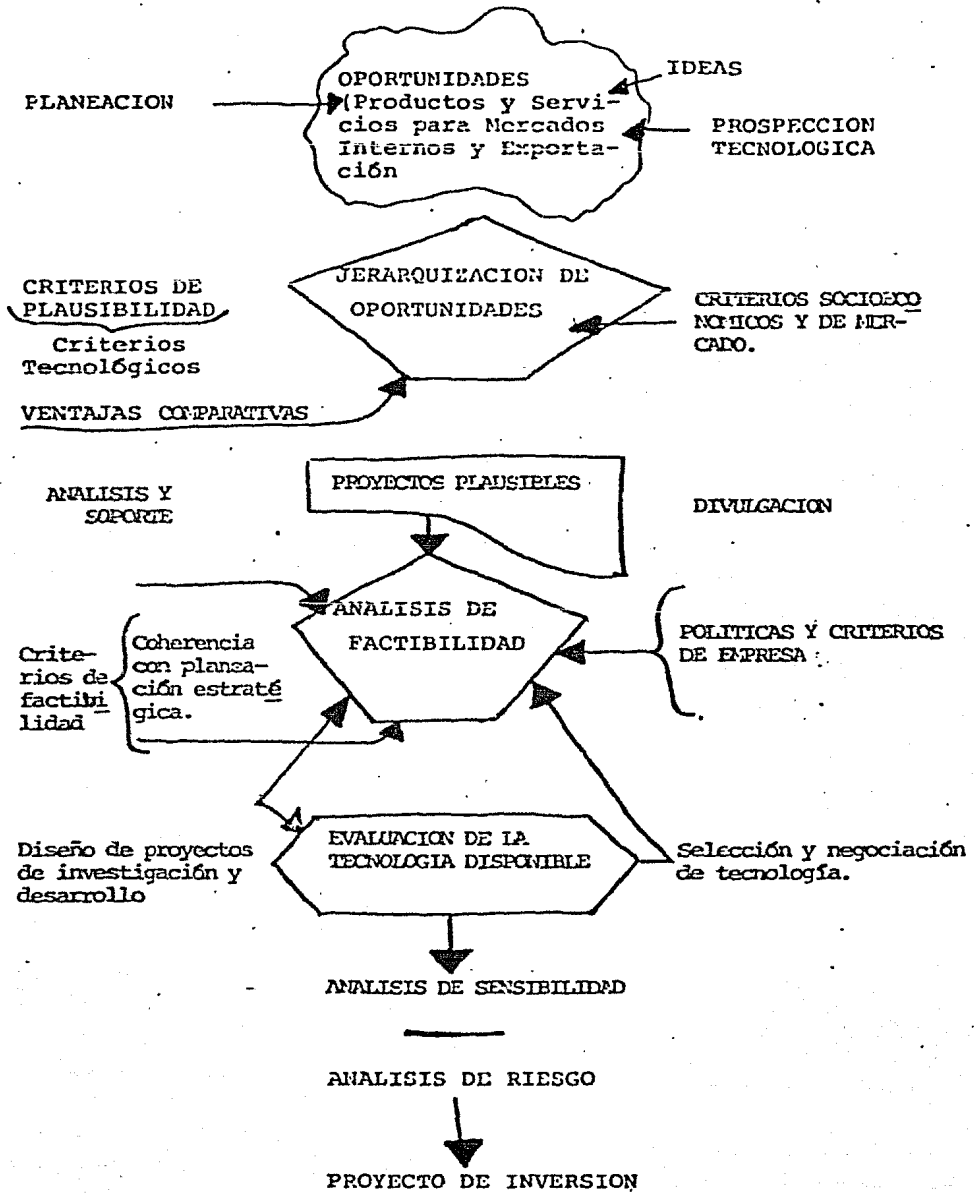 IDEAS
OPORTUNIDADES
(Productos y Servi-
cios para Mercados
Internos y Exporta-
ción
PLANEACION
PROSPECCION
TECNOLOGICA
JERARQUIZACION DE
OPORTUNIDADES
CRITERIOS DE
PLAUSIBILIDAD
Criterios
Tecnológicos
CRITERIOS SOCIOECO
NOMICOS Y DE MER-
CADO.
VENTAJAS COMPARATIVAS
PROYECTOS PLAUSIBLES
ANALISIS Y
SOPORTE
DIVULGACION
ANALISIS DE
FACTIBILIDAD
Crite-
rios de
factibi
lidad
Coherencia
con planea-
ción estraté
gica.
POLITICAS Y CRITERIOS
DE EMPRESA
EVALUACION DE LA
TECNOLOGIA DISPONIBLE
Diseño de proyectos
de investigación y
desarrollo
Selección y negociación
de tecnología.
ANALISIS DE SENSIBILIDAD
ANALISIS DE RIESGO
PROYECTO DE INVERSION